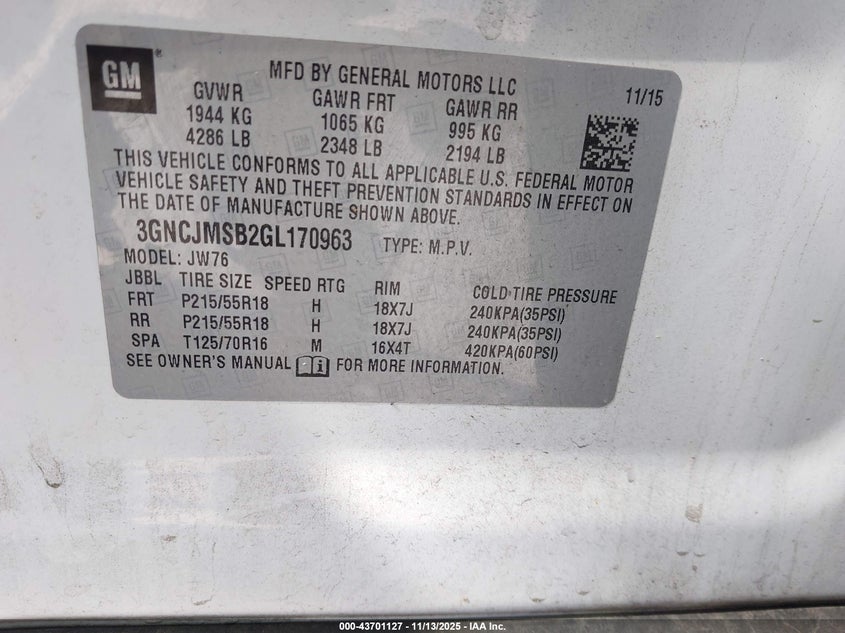 GM ®
MFD BY GENERAL MOTORS LLC
GVWR GAWR FRT GAWR RR 11/15
1944 KG 1065 KG 995 KG
4286 LB 2348 LB 2194 LB
THIS VEHICLE CONFORMS TO ALL APPLICABLE U.S. FEDERAL MOTOR
VEHICLE SAFETY AND THEFT PREVENTION STANDARDS IN EFFECT ON
THE DATE OF MANUFACTURE SHOWN ABOVE.
3GNCJMSB2GL170963 TYPE: M.P.V.
MODEL: JW76
JBBL TIRE SIZE SPEED RTG RIM COLD TIRE PRESSURE
FRT P215/55R18 H 18X7J 240KPA(35PSI)
RR P215/55R18 H 18X7J 240KPA(35PSI)
SPA T125/70R16 M 16X4T 420KPA(60PSI)
SEE OWNER'S MANUAL FOR MORE INFORMATION.
000-43701127 - 11/13/2025 - IAA Inc.